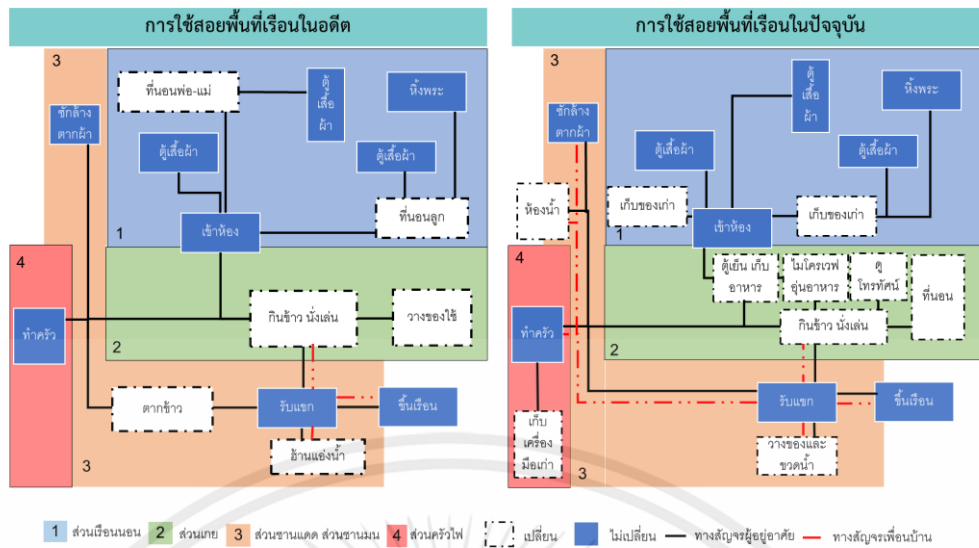 การใช้สอยพื้นที่เรือนในอดีต
3
ที่นอนพ่อ-แม่
ตู้
เสื้อ
ผ้า
หิ้งพระ
ซักล้าง
ตากผ้า
ตู้เสื้อผ้า
ตู้เสื้อผ้า
ที่นอนลูก
1
เข้าห้อง
4
ทำครัว
กินข้าว นั่งเล่น
วางของใช้
2
ตากข้าว
รับแขก
ขึ้นเรือน
ฮ้านแอ่งน้ำ
3
การใช้สอยพื้นที่เรือนในปัจจุบัน
3
ตู้
เสื้อ
ผ้า
หิ้งพระ
ซักล้าง
ตากผ้า
ตู้เสื้อผ้า
ตู้เสื้อผ้า
ห้องน้ำ
เก็บของเก่า
เก็บของเก่า
1
เข้าห้อง
4
ตู้เย็น เก็บ
อาหาร
ไมโครเวฟ
อุ่นอาหาร
ดู
โทรทัศน์
ที่นอน
ทำครัว
กินข้าว นั่งเล่น
2
รับแขก
ขึ้นเรือน
เก็บ
เครื่อง
มือเก่า
วางของและ
ขวดน้ำ
3
1 ส่วนเรือนนอน 2 ส่วนเกย 3 ส่วนชานแดด ส่วนชานมน 4 ส่วนครัวไฟ เปลี่ยน ไม่เปลี่ยน ทางสัญจรผู้อยู่อาศัย ทางสัญจรเพื่อนบ้าน